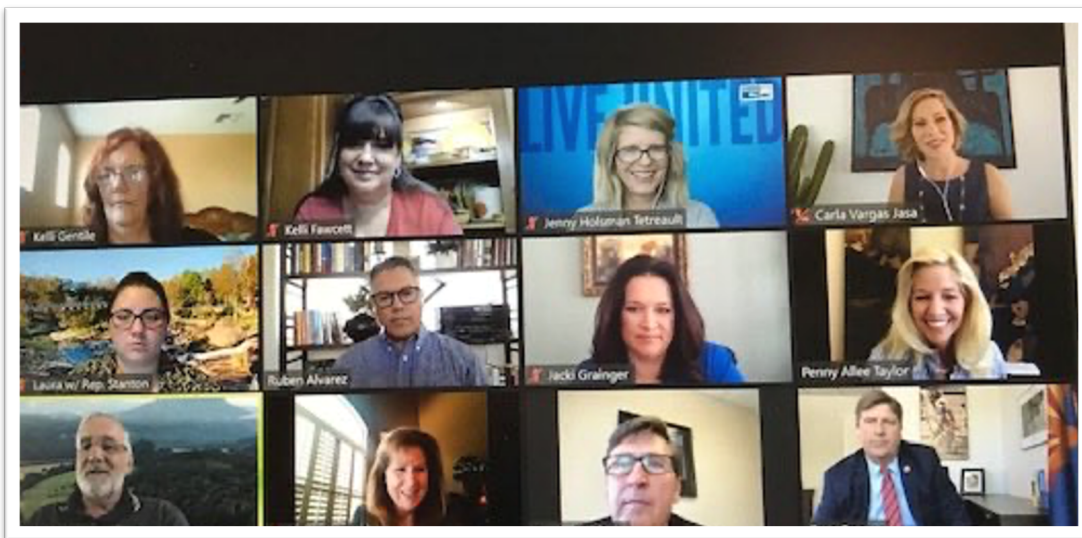 LIVE UNITED
Kelli Gentile
Kelli Fawcett
Jenny Holsman Tetreault
Carla Vargas Jasa
Laura w/ Rep. Stanton
Ruben Alvarez
Jacki Grainger
Penny Allee Taylor